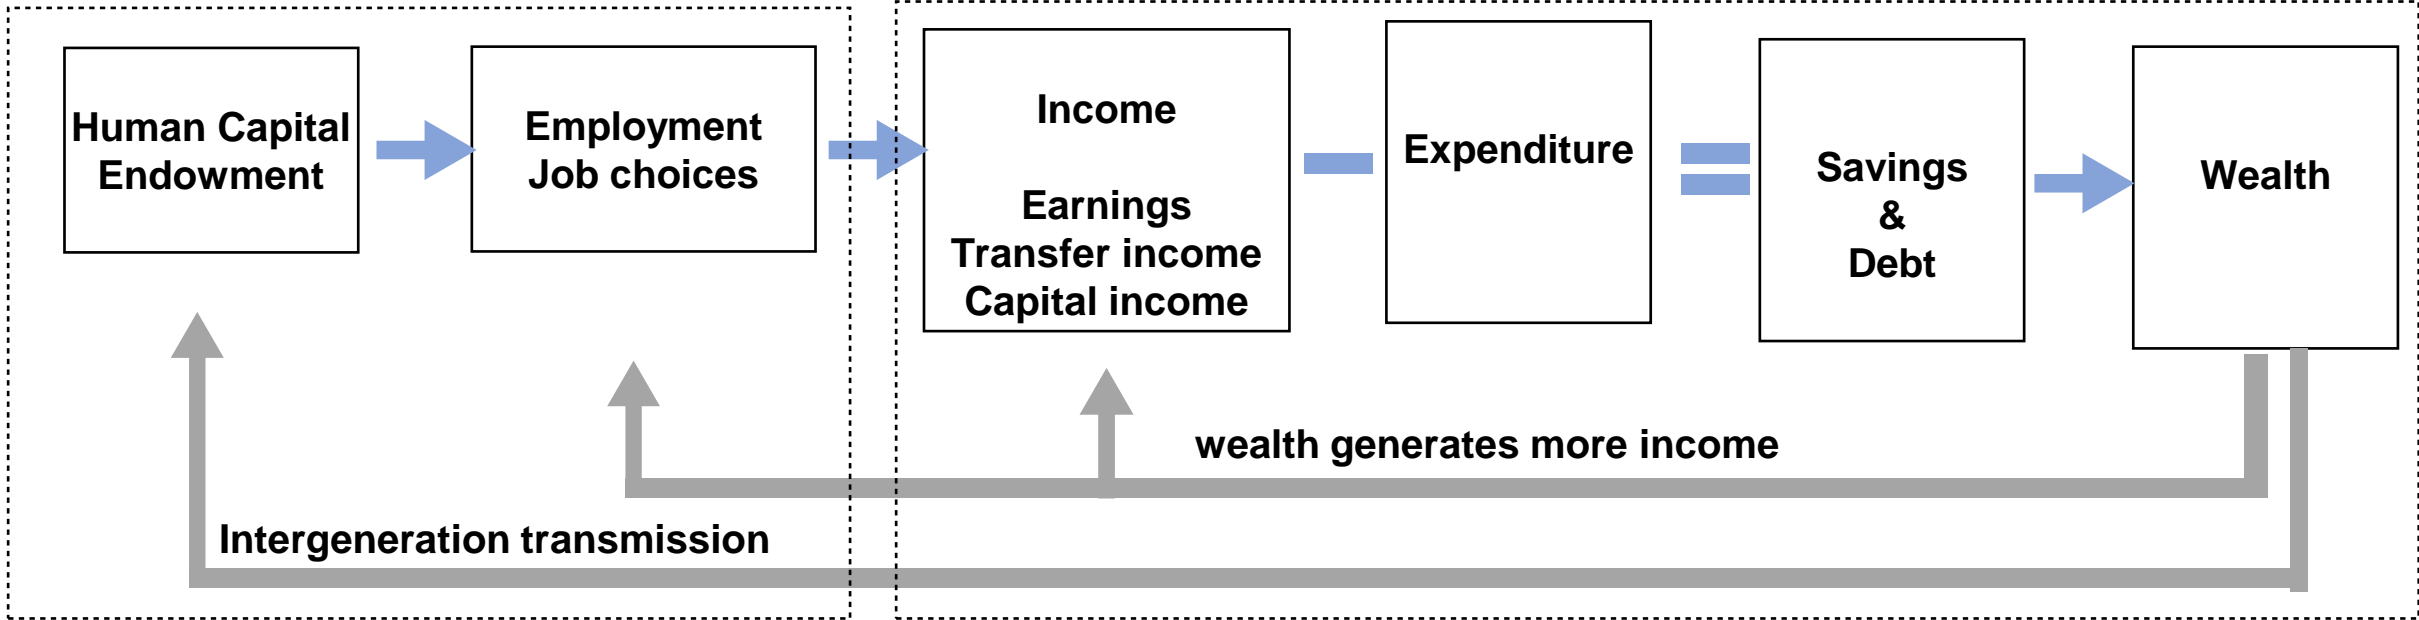 Human Capital
Endowment
Employment
Job choices
Income
Earnings
Transfer income
Capital income
Expenditure
Savings
&
Debt
Wealth
wealth generates more income
Intergeneration transmission